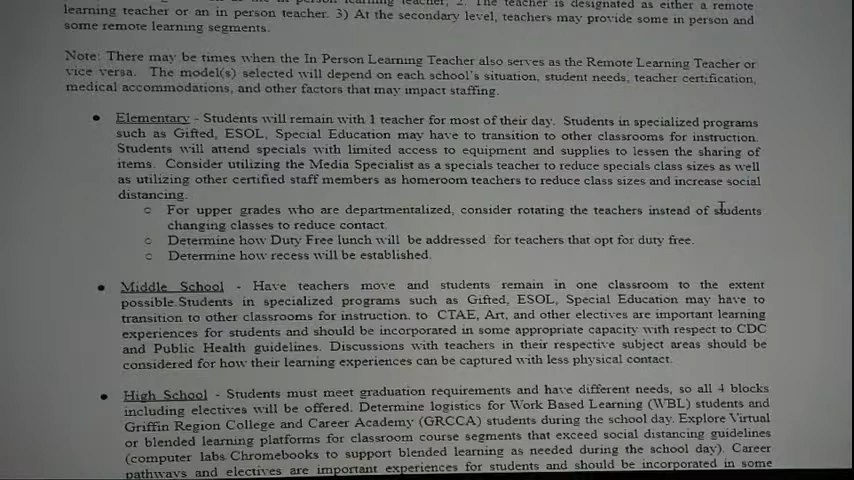 learning teacher or an in person teacher. 3) At the secondary level, teachers may provide some in person and
some remote learning segments.
Note: There may be times when the In Person Learning Teacher also serves as the Remote Learning Teacher or
vice versa. The model(s) selected will depend on each school's situation, student needs, teacher certification,
medical accommodations, and other factors that may impact staffing.
• Elementary - Students will remain with 1 teacher for most of their day. Students in specialized programs
such as Gifted, ESOL, Special Education may have to transition to other classrooms for instruction.
Students will attend specials with limited access to equipment and supplies to lessen the sharing of
items. Consider utilizing the Media Specialist as a specials teacher to reduce specials class sizes as well
as utilizing other certified staff members as homeroom teachers to reduce class sizes and increase social
distancing.
○ For upper grades who are departmentalized, consider rotating the teachers instead of students
changing classes to reduce contact.
○ Determine how Duty Free lunch will be addressed for teachers that opt for duty free.
○ Determine how recess will be established.
• Middle School - Have teachers move and students remain in one classroom to the extent
possible.Students in specialized programs such as Gifted, ESOL, Special Education may have to
transition to other classrooms for instruction. to CTAE, Art, and other electives are important learning
experiences for students and should be incorporated in some appropriate capacity with respect to CDC
and Public Health guidelines. Discussions with teachers in their respective subject areas should be
considered for how their learning experiences can be captured with less physical contact.
• High School - Students must meet graduation requirements and have different needs, so all 4 blocks
including electives will be offered. Determine logistics for Work Based Learning (WBL) students and
Griffin Region College and Career Academy (GRCCA) students during the school day. Explore Virtual
or blended learning platforms for classroom course segments that exceed social distancing guidelines
(computer labs Chromebooks to support blended learning as needed during the school day). Career
pathways and electives are important experiences for students and should be incorporated in some